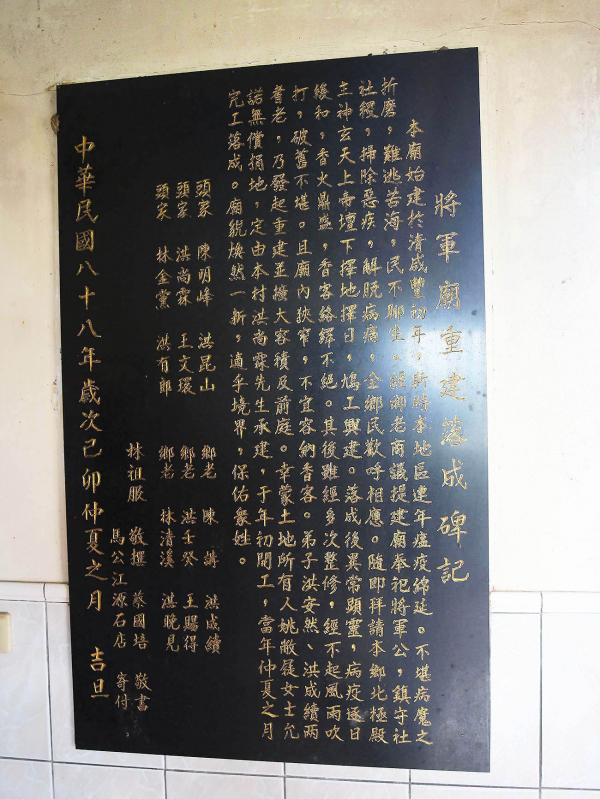 將軍廟重建落成碑記
本廟始建於清咸豐初年，斯時本地區連年瘟疫綿延。不堪病魔之
折磨，難逃苦海，民不聊生。經鄉老商議提建廟奉祀將軍公，鎮守社
社稷，掃除惡疾，解脫病痛，全鄉民歡呼相應。隨即拜請本鄉北極殿
主神玄天上帝壇下擇地擇日，鳩工興建。落成後異常顯靈，病疫逐日
緩和，香火鼎盛，香客絡繹不絕。其後雖經多次整修，經不起風雨吹
打，破舊不堪。且廟內狹窄，不宜容納香客。弟子洪安然、洪成續兩
耆老，乃發起重建並擴大容積及前庭。幸蒙土地所有人姚敵屐女士允
諾無償捐地，定由本村洪尚霖先生承建，于年初開工，當年仲夏之月
完工落成。廟貌煥然一新，適乎境界，保佑眾姓。
頭家 陳明峰 洪昆山 鄉老 陳 講 洪成續
頭家 洪尚霖 王文環 鄉老 洪壬癸 王賜得
頭家 林金黨 洪有郎 鄉老 林清溪 湛晚見
林祖服 敬撰 蔡國培 敬書
馬公江源石店 寄付
中華民國八十八年歲次己卯仲夏之月 吉旦